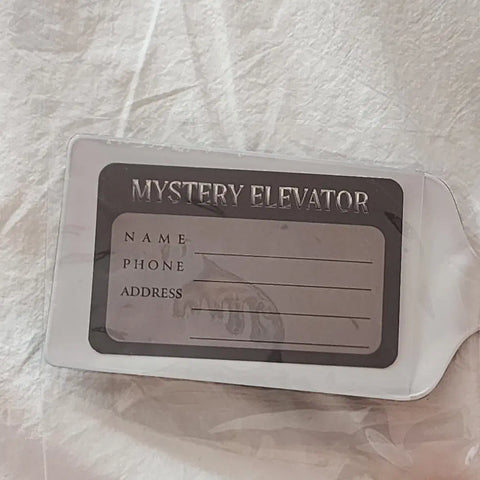 MYSTERY ELEVATOR
NAME
PHONE
ADDRESS